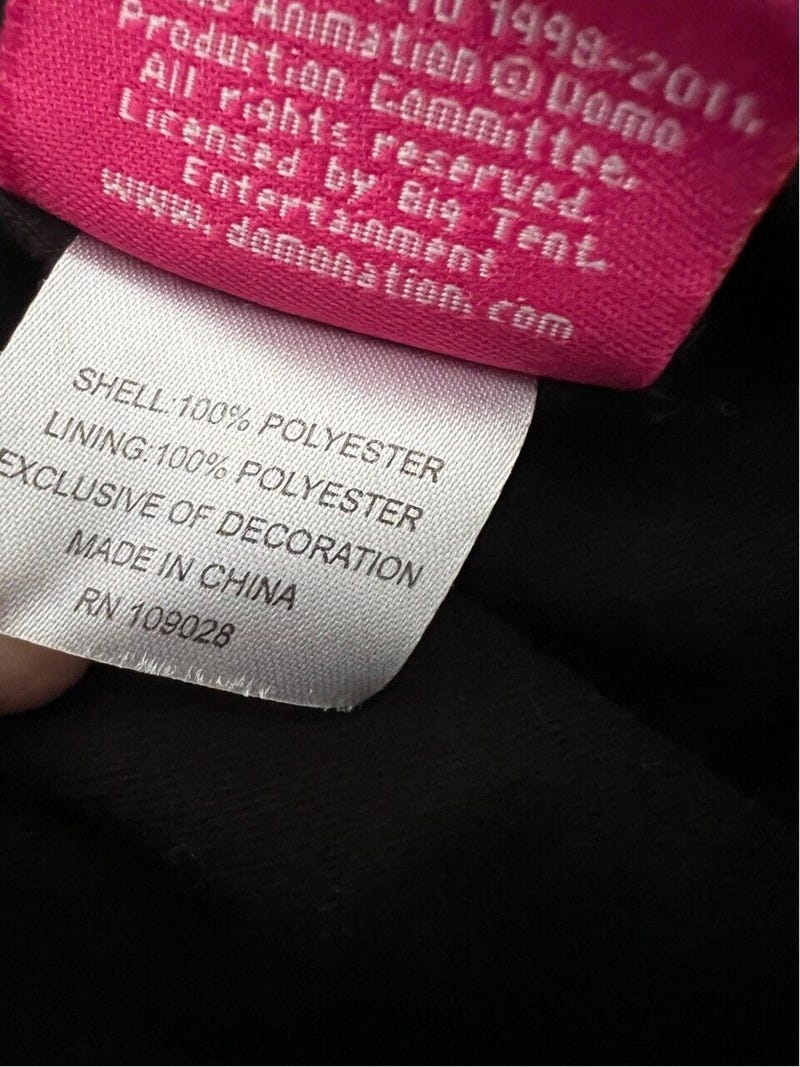 1998-2011.
Animation @ Domo
Production Committee.
All rights reserved.
Licensed by Big Tent
Entertainment
www.domonation.com
SHELL:100% POLYESTER
LINING:100% POLYESTER
EXCLUSIVE OF DECORATION
MADE IN CHINA
RN 109028